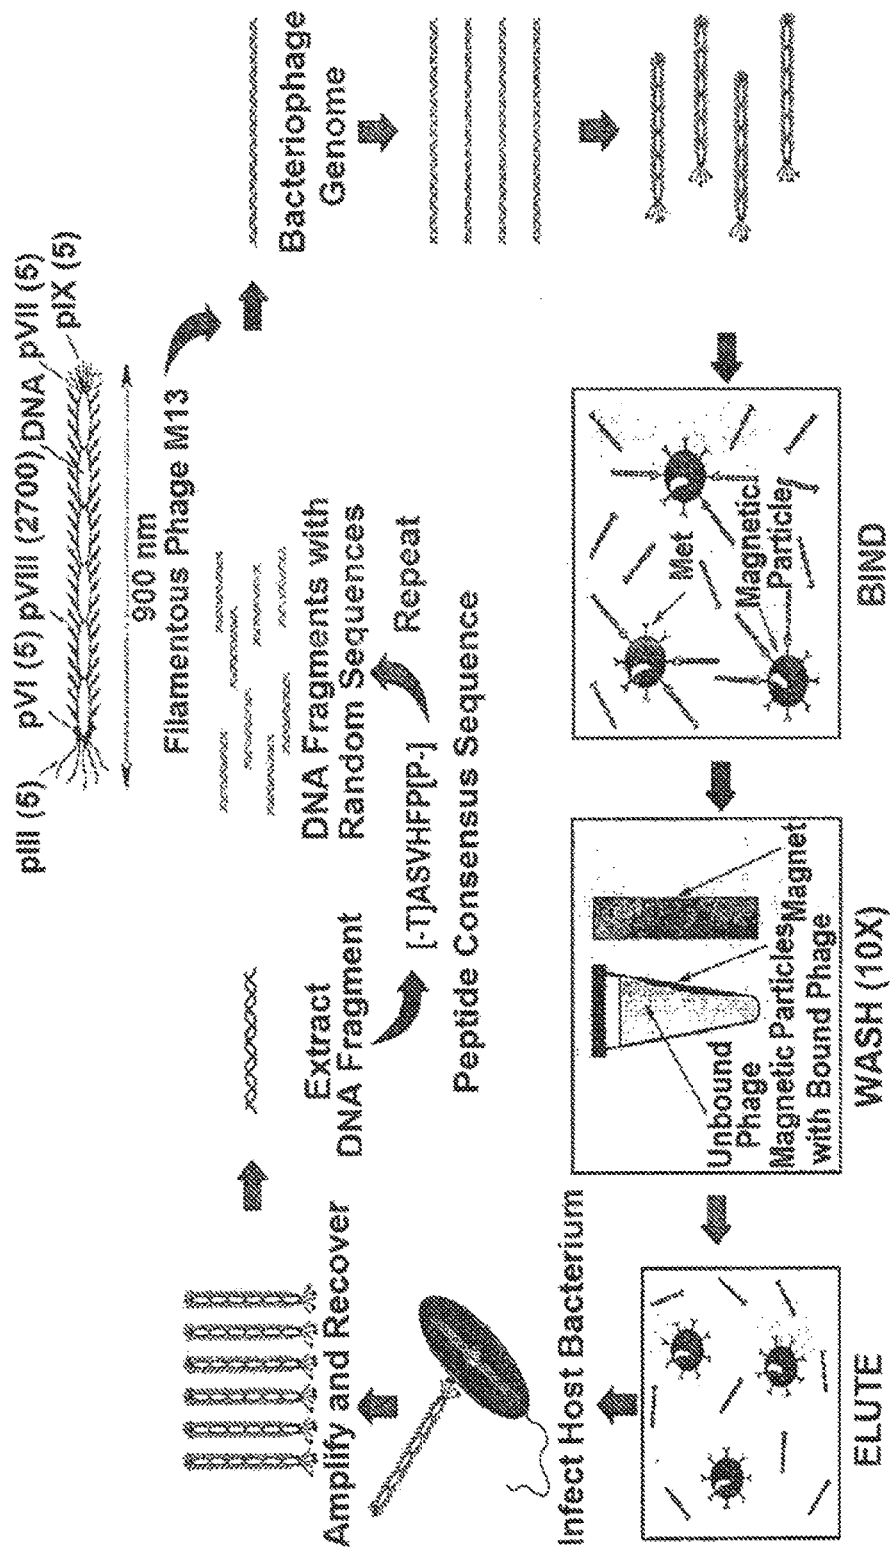 pIII (5)
pVI (5)
pVIII (2700)
DNA
pVII (5)
pIX (5)
900 nm
Filamentous Phage M13
Amplify and Recover
Extract
DNA Fragment
DNA Fragments with
Random Sequences
Bacteriophage
Genome
[-T]ASVHFP[P-]
Repeat
Peptide Consensus Sequence
Infect Host Bacterium
Unbound
Phage
Magnetic Particles
with Bound Phage
Magnet
Met
Magnetic
Particle
ELUTE
WASH (10X)
BIND